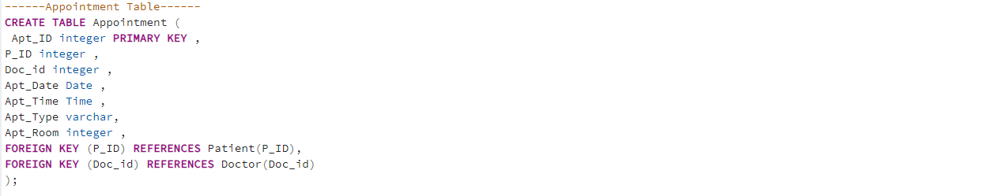 ------Appointment Table------
CREATE TABLE Appointment (
 Apt_ID integer PRIMARY KEY ,
P_ID integer ,
Doc_id integer ,
Apt_Date Date ,
Apt_Time Time ,
Apt_Type varchar,
Apt_Room integer ,
FOREIGN KEY (P_ID) REFERENCES Patient(P_ID),
FOREIGN KEY (Doc_id) REFERENCES Doctor(Doc_id)
);